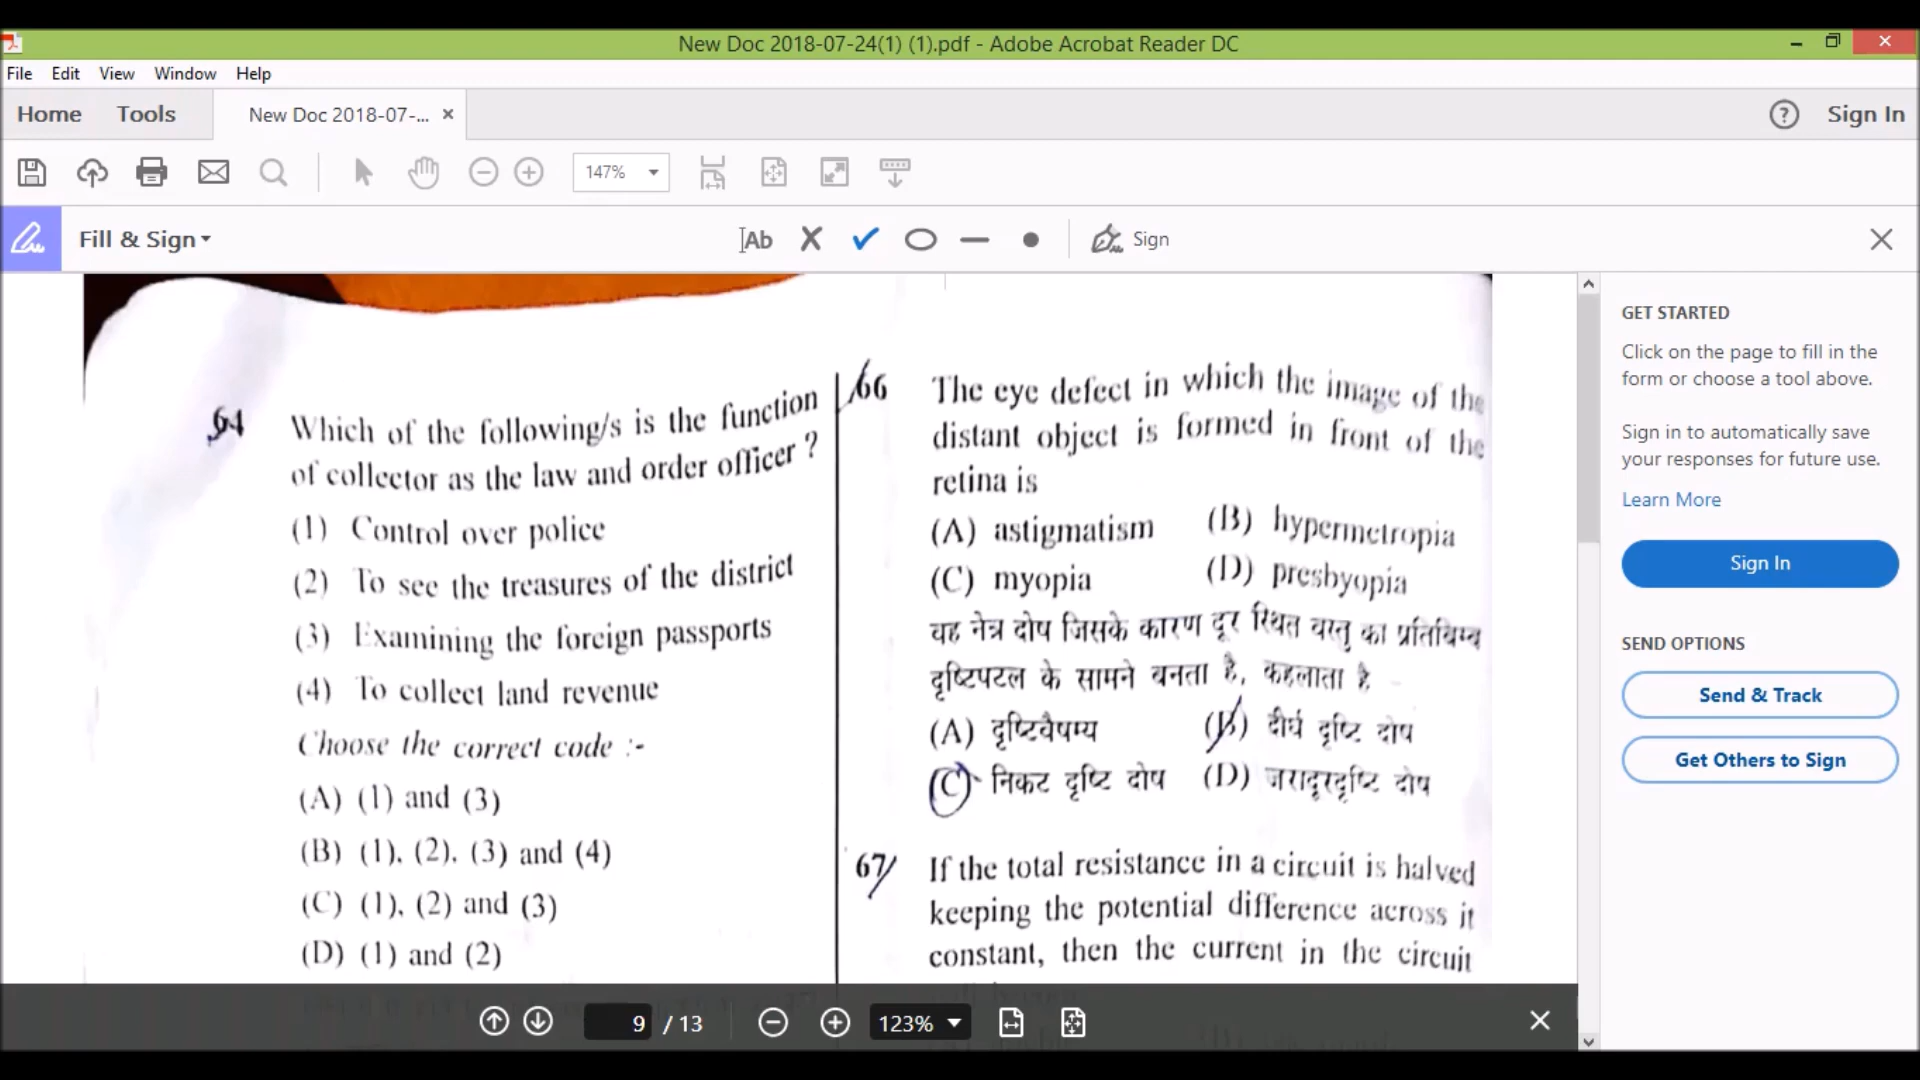 New Doc 2018-07-24(1) (1).pdf - Adobe Acrobat Reader DC
File Edit View Window Help
Home Tools New Doc 2018-07-... Sign In
147%
Fill & Sign Ab Sign
64 Which of the following/s is the function
of collector as the law and order officer ?
(1) Control over police
(2) To see the treasures of the district
(3) Examining the foreign passports
(4) To collect land revenue
Choose the correct code :-
(A) (1) and (3)
(B) (1), (2), (3) and (4)
(C) (1), (2) and (3)
(D) (1) and (2)
66 The eye defect in which the image of the
distant object is formed in front of the
retina is
(A) astigmatism (B) hypermetropia
(C) myopia (D) presbyopia
यह नेत्र दोष जिसके कारण दूर स्थित वस्तु का प्रतिबिम्ब
दृष्टिपटल के सामने बनता है, कहलाता है
(A) दृष्टिवैषम्य (B) दीर्घ दृष्टि दोष
(C) निकट दृष्टि दोष (D) जरादूरदृष्टि दोष
67 If the total resistance in a circuit is halved
keeping the potential difference across it
constant, then the current in the circuit
GET STARTED
Click on the page to fill in the
form or choose a tool above.
Sign in to automatically save
your responses for future use.
Learn More
Sign In
SEND OPTIONS
Send & Track
Get Others to Sign
9 / 13 123%